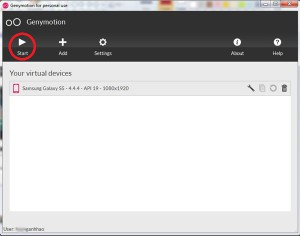 Genymotion for personal use
Genymotion
Start
Add
Settings
About
Help
Your virtual devices
Samsung Galaxy S5 - 4.4.4 - API 19 - 1080x1920
User: